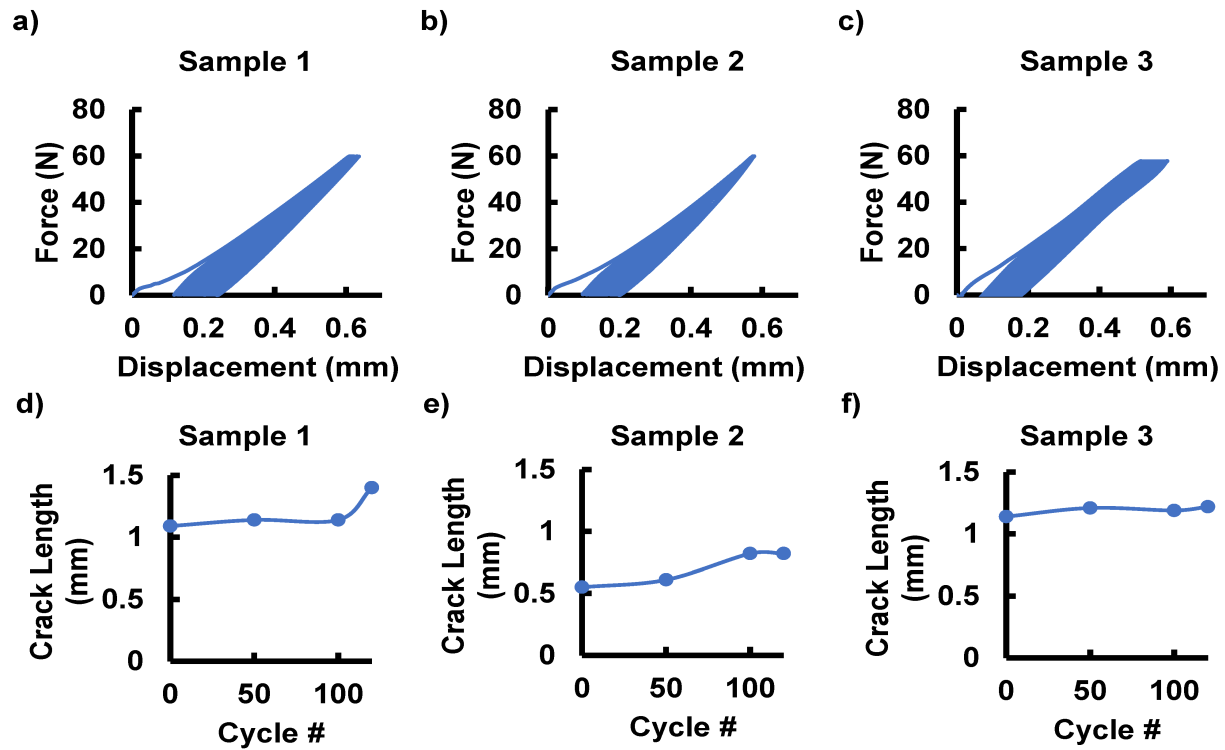 a)
Sample 1
Force (N)
80
60
40
20
0
0 0.2 0.4 0.6
Displacement (mm)
b)
Sample 2
Force (N)
80
60
40
20
0
0 0.2 0.4 0.6
Displacement (mm)
c)
Sample 3
Force (N)
80
60
40
20
0
0 0.2 0.4 0.6
Displacement (mm)
d)
Sample 1
Crack Length
(mm)
1.5
1
0.5
0
0 50 100
Cycle #
e)
Sample 2
Crack Length
(mm)
1.5
1
0.5
0
0 50 100
Cycle #
f)
Sample 3
Crack Length
(mm)
1.5
1
0.5
0
0 50 100
Cycle #